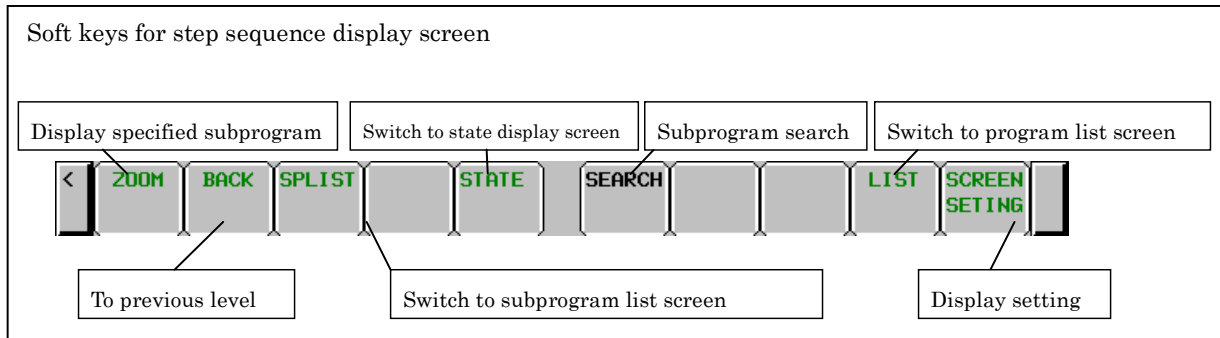 Soft keys for step sequence display screen
Display specified subprogram
Switch to state display screen
Subprogram search
Switch to program list screen
< ZOOM BACK SPLIST STATE SEARCH LIST SCREEN
SETING
To previous level
Switch to subprogram list screen
Display setting